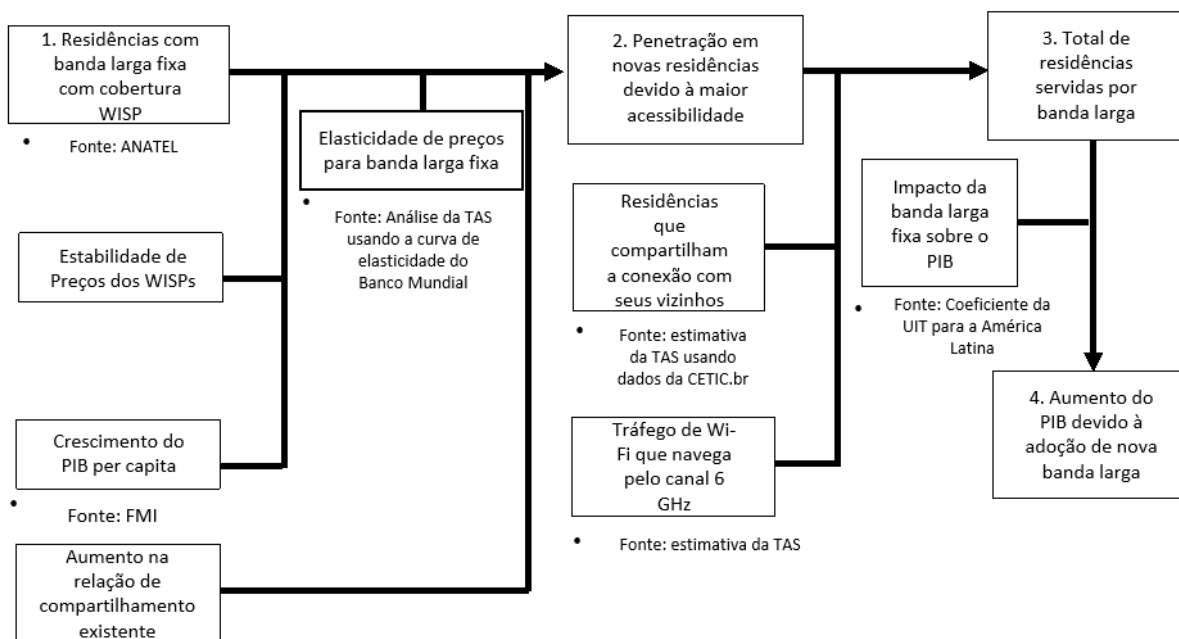 1. Residências com
banda larga fixa
com cobertura
WISP
• Fonte: ANATEL
Estabilidade de
Preços dos WISPs
Crescimento do
PIB per capita
• Fonte: FMI
Aumento na
relação de
compartilhamento
existente
Elasticidade de preços
para banda larga fixa
• Fonte: Análise da TAS
usando a curva de
elasticidade do
Banco Mundial
2. Penetração em
novas residências
devido à maior
acessibilidade
Residências
que
compartilham
a conexão com
seus vizinhos
• Fonte: estimativa
da TAS usando
dados da CETIC.br
Tráfego de Wi-
Fi que navega
pelo canal 6
GHz
• Fonte: estimativa da TAS
3. Total de
residências
servidas por
banda larga
Impacto da
banda larga
fixa sobre o
PIB
• Fonte: Coeficiente da
UIT para a América
Latina
4. Aumento do
PIB devido à
adoção de nova
banda larga